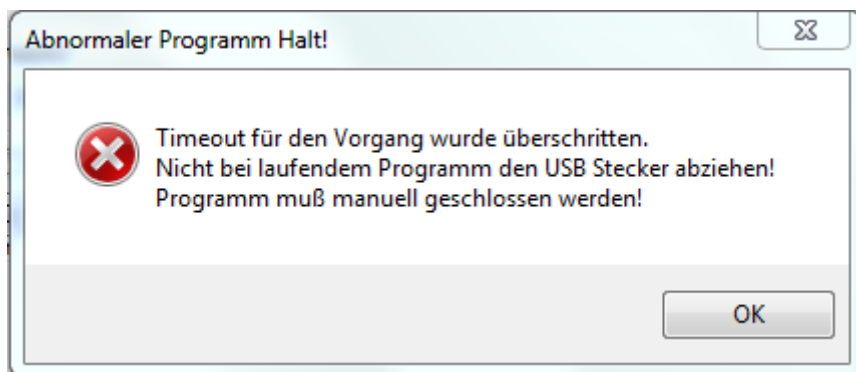 Abnormaler Programm Halt!
Timeout für den Vorgang wurde überschritten.
Nicht bei laufendem Programm den USB Stecker abziehen!
Programm muß manuell geschlossen werden!
OK